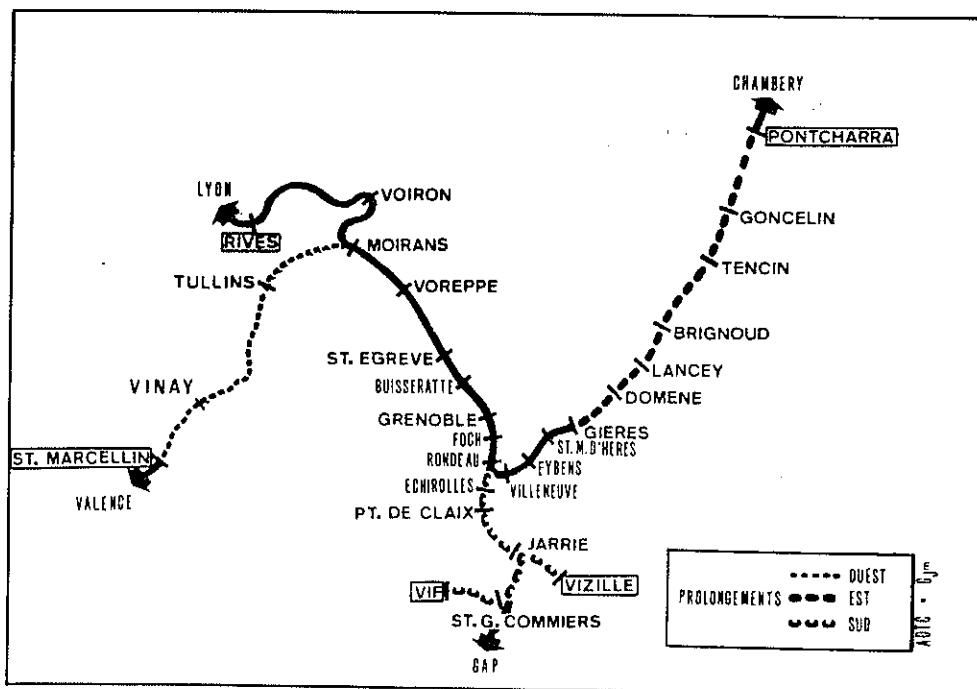 CHAMBERY
PONTCHARRA
LYON
VOIRON
GONCELIN
RIVES
MOIRANS
TULLINS
TENCIN
VOREPPE
BRIGNOUD
ST. EGREVE
LANCEY
BUISSERATTE
VINAY
DOMENE
GRENOBLE
GIERES
FOCH
ST. M. D'HERES
ST. MARCELLIN
RONDEAU
EYBENS
ECHIROLLES
VILLENEUVE
VALENCE
PT. DE CLAIX
JARRIE
VIF
VIZILLE
ST. G. COMMIERS
GAP
PROLONGEMENTS
OUEST
EST
SUD
ADTC